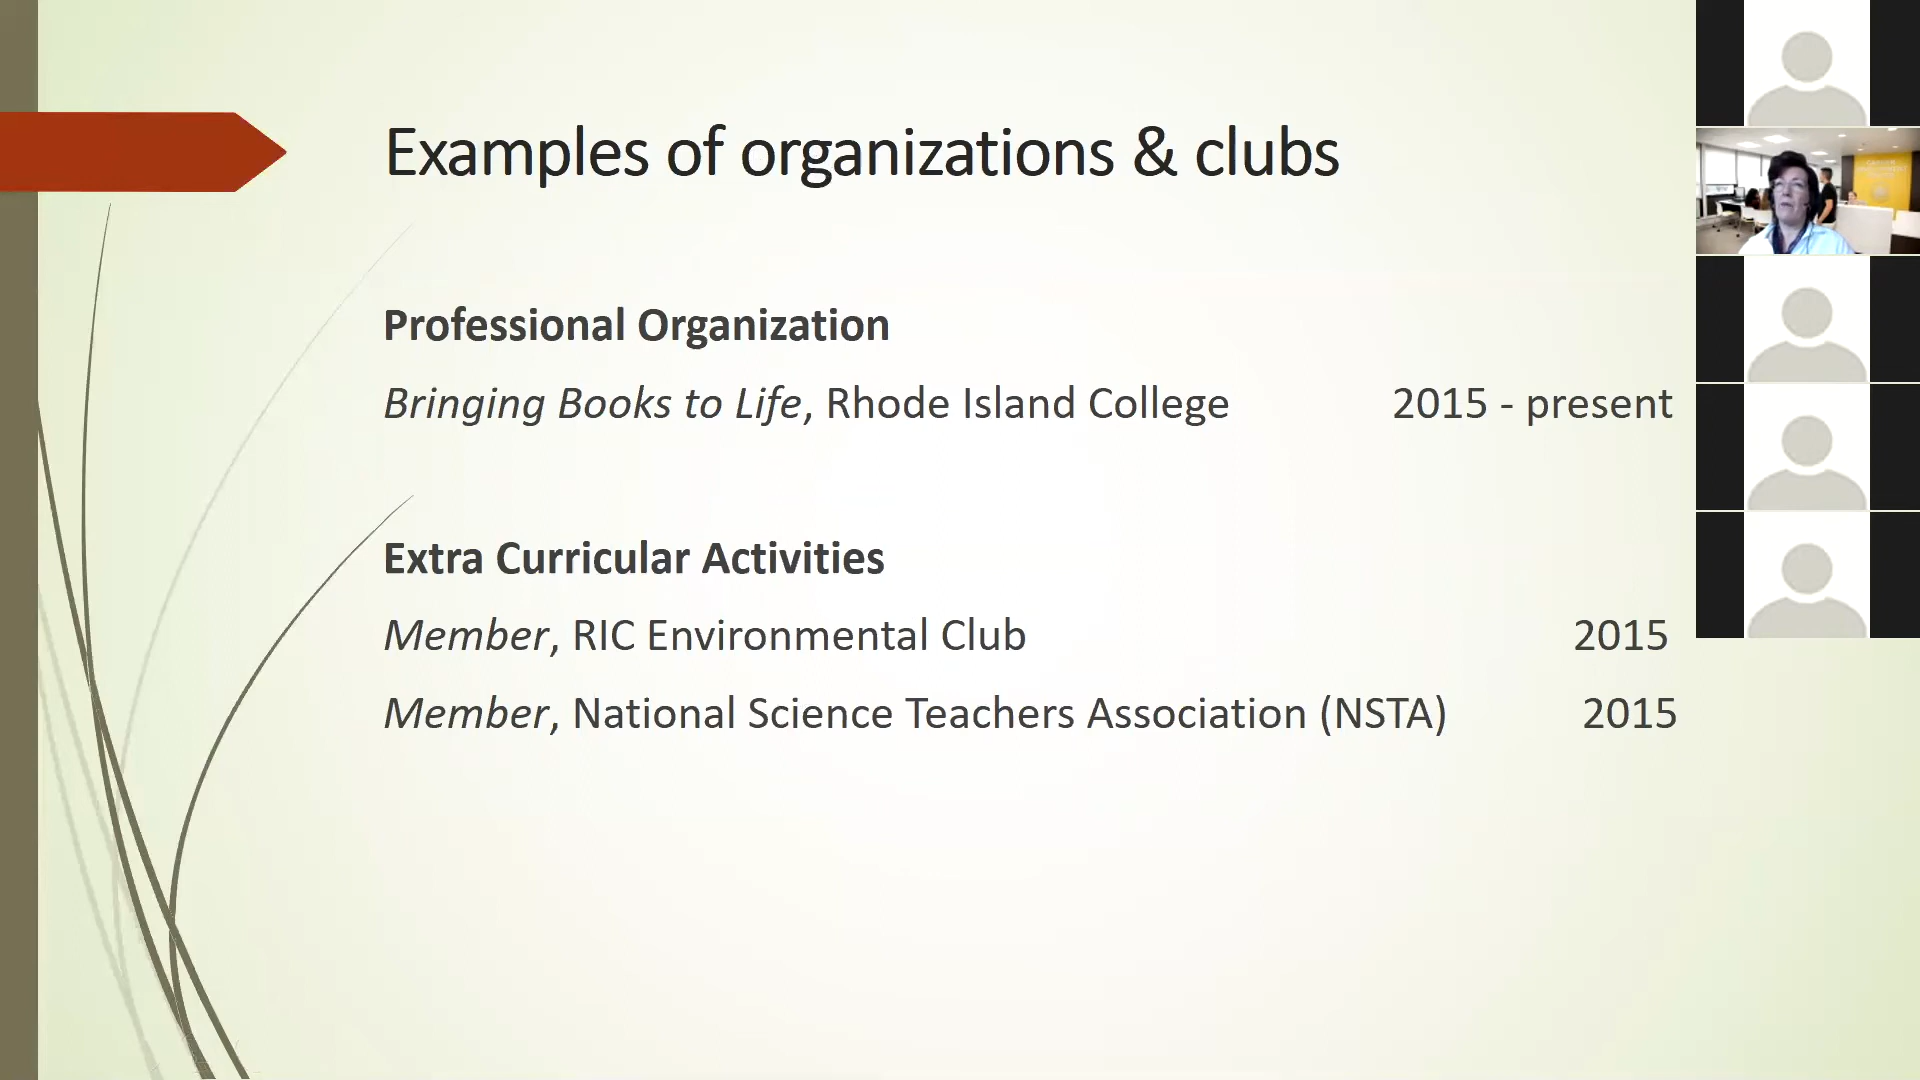 Examples of organizations & clubs
Professional Organization
Bringing Books to Life, Rhode Island College 2015 - present
Extra Curricular Activities
Member, RIC Environmental Club 2015
Member, National Science Teachers Association (NSTA) 2015